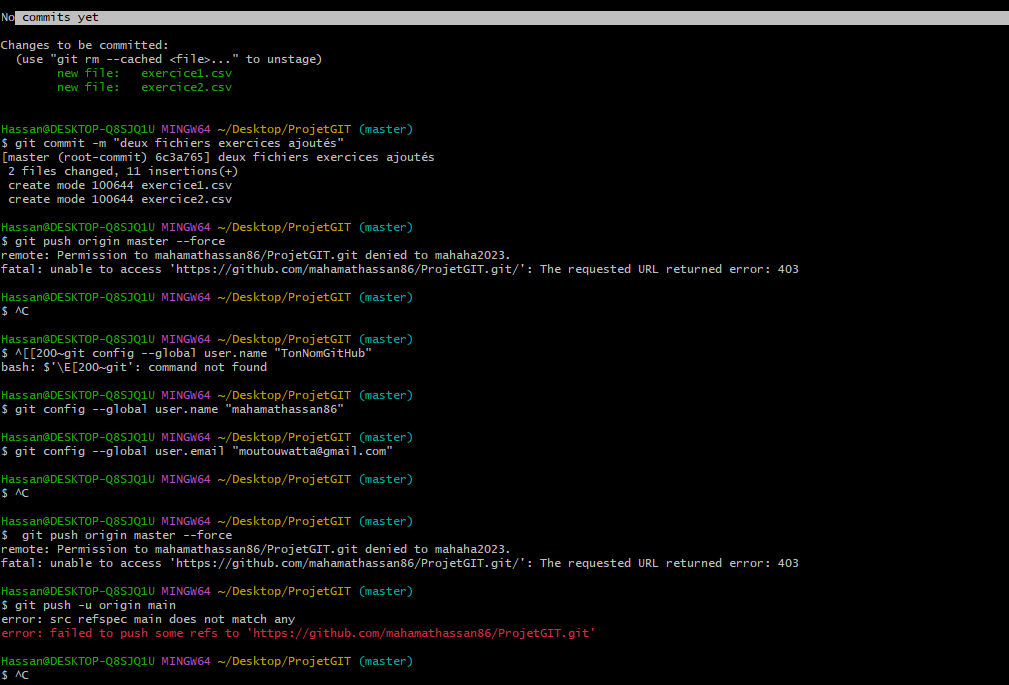 No commits yet
Changes to be committed:
  (use "git rm --cached <file>..." to unstage)
        new file:   exercice1.csv
        new file:   exercice2.csv
Hassan@DESKTOP-Q8SJQ1U MINGW64 ~/Desktop/ProjetGIT (master)
$ git commit -m "deux fichiers exercices ajoutés"
[master (root-commit) 6c3a765] deux fichiers exercices ajoutés
 2 files changed, 11 insertions(+)
 create mode 100644 exercice1.csv
 create mode 100644 exercice2.csv
Hassan@DESKTOP-Q8SJQ1U MINGW64 ~/Desktop/ProjetGIT (master)
$ git push origin master --force
remote: Permission to mahamathassan86/ProjetGIT.git denied to mahaha2023.
fatal: unable to access 'https://github.com/mahamathassan86/ProjetGIT.git/': The requested URL returned error: 403
Hassan@DESKTOP-Q8SJQ1U MINGW64 ~/Desktop/ProjetGIT (master)
$ ^C
Hassan@DESKTOP-Q8SJQ1U MINGW64 ~/Desktop/ProjetGIT (master)
$ ^[[200~git config --global user.name "TonNomGitHub"
bash: $'\E[200~git': command not found
Hassan@DESKTOP-Q8SJQ1U MINGW64 ~/Desktop/ProjetGIT (master)
$ git config --global user.name "mahamathassan86"
Hassan@DESKTOP-Q8SJQ1U MINGW64 ~/Desktop/ProjetGIT (master)
$ git config --global user.email "moutouwatta@gmail.com"
Hassan@DESKTOP-Q8SJQ1U MINGW64 ~/Desktop/ProjetGIT (master)
$ ^C
Hassan@DESKTOP-Q8SJQ1U MINGW64 ~/Desktop/ProjetGIT (master)
$  git push origin master --force
remote: Permission to mahamathassan86/ProjetGIT.git denied to mahaha2023.
fatal: unable to access 'https://github.com/mahamathassan86/ProjetGIT.git/': The requested URL returned error: 403
Hassan@DESKTOP-Q8SJQ1U MINGW64 ~/Desktop/ProjetGIT (master)
$ git push -u origin main
error: src refspec main does not match any
error: failed to push some refs to 'https://github.com/mahamathassan86/ProjetGIT.git'
Hassan@DESKTOP-Q8SJQ1U MINGW64 ~/Desktop/ProjetGIT (master)
$ ^C